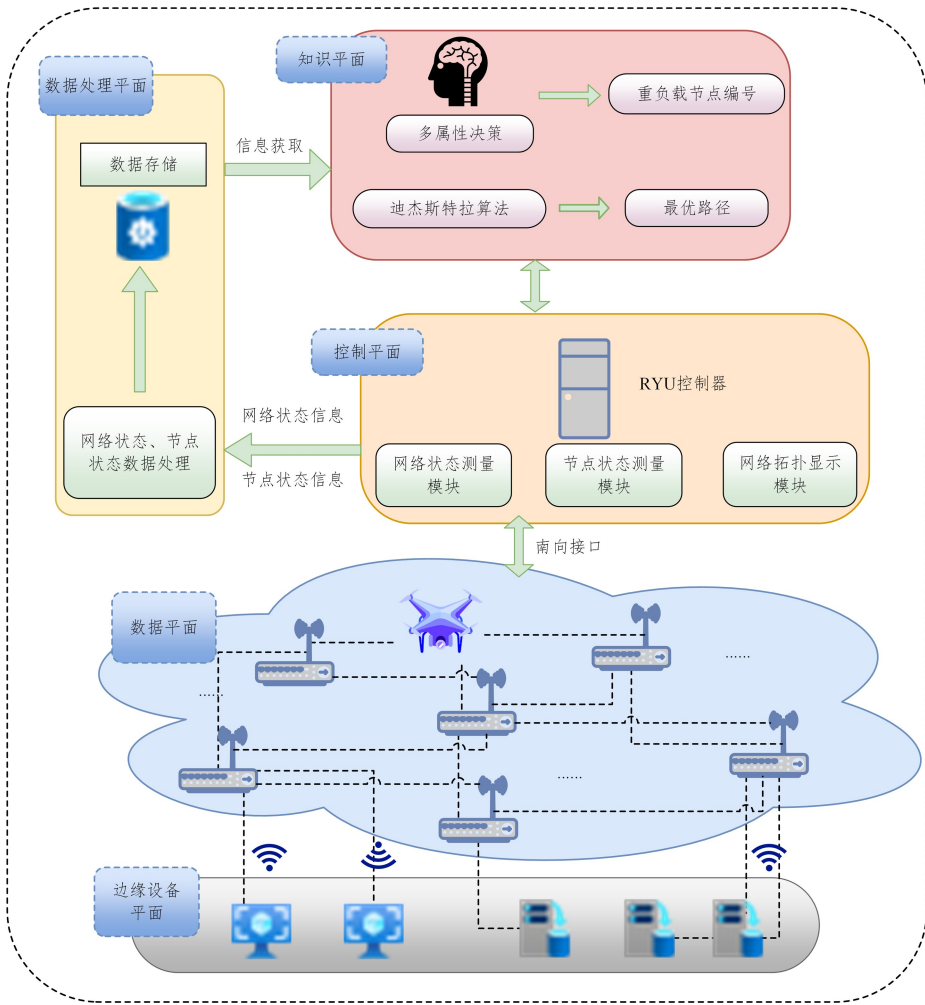 知识平面
数据处理平面
重负载节点编号
多属性决策
信息获取
数据存储
迪杰斯特拉算法
最优路径
控制平面
RYU控制器
网络状态信息
网络状态、节点
状态数据处理
节点状态信息
网络状态测量
模块
节点状态测量
模块
网络拓扑显示
模块
南向接口
数据平面
......
......
......
边缘设备
平面